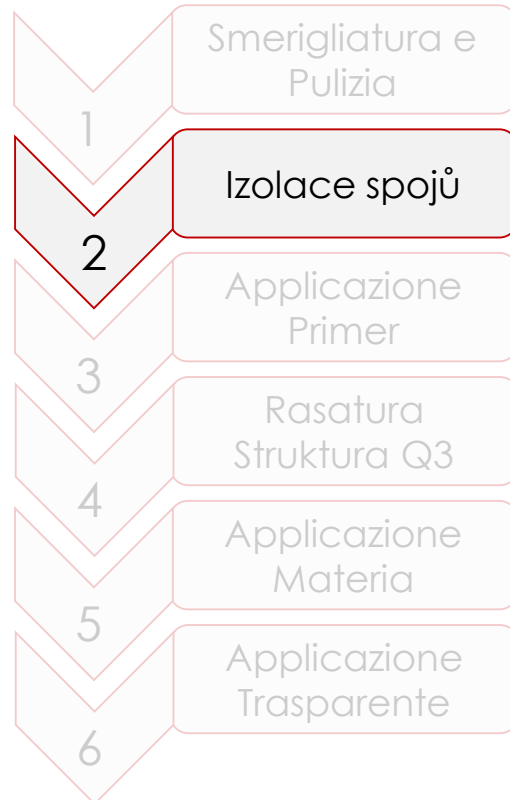 Smerigliatura e
Pulizia
1
Izolace spojů
2
Applicazione
Primer
3
Rasatura
Struktura Q3
4
Applicazione
Materia
5
Applicazione
Trasparente
6